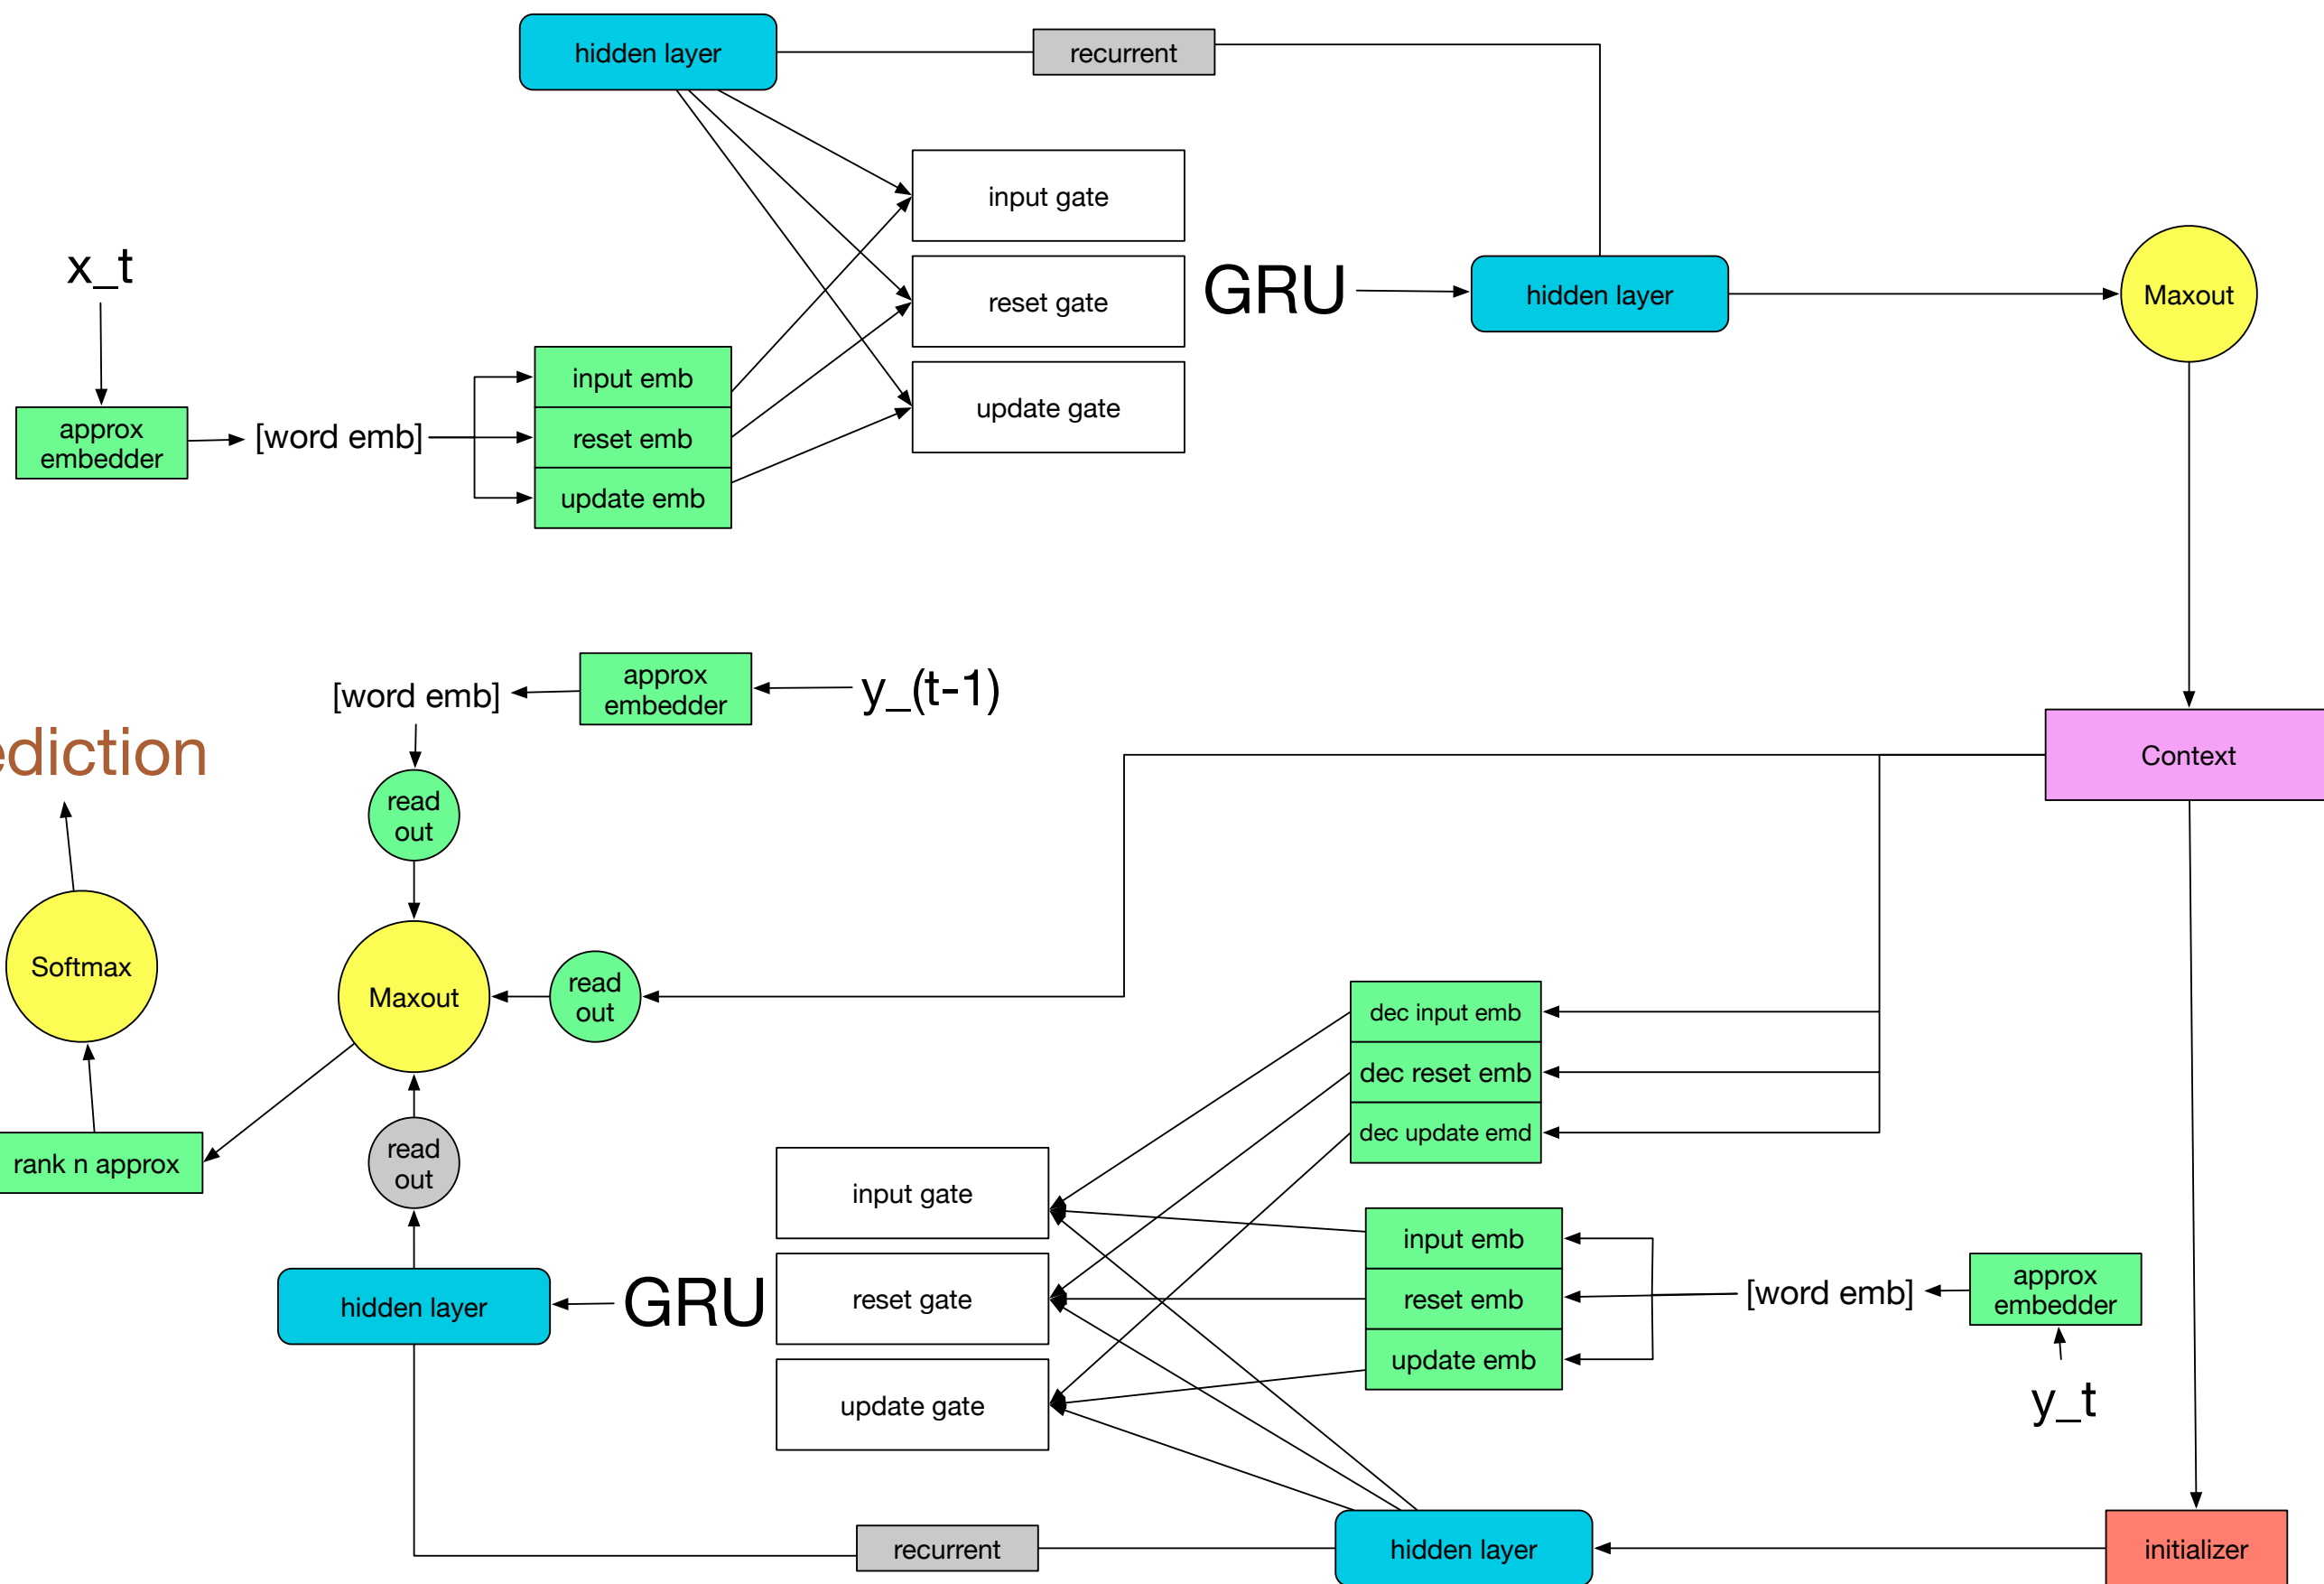 hidden layer
recurrent
input gate
x_t
reset gate
GRU
hidden layer
Maxout
input emb
approx
embedder
[word emb]
reset emb
update gate
update emb
[word emb]
approx
embedder
y_(t-1)
ediction
Context
read
out
Softmax
Maxout
read
out
dec input emb
dec reset emb
dec update emd
rank n approx
read
out
input gate
input emb
hidden layer
GRU
reset gate
reset emb
[word emb]
approx
embedder
update gate
update emb
y_t
recurrent
hidden layer
initializer